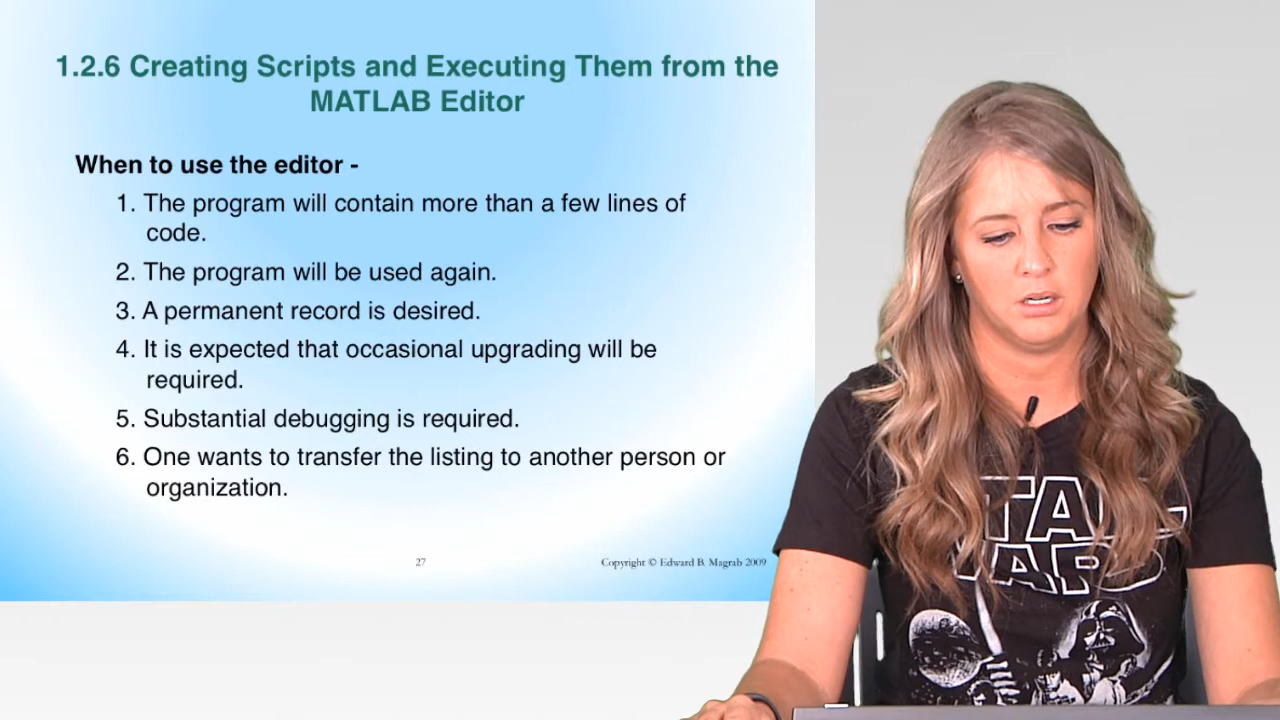 1.2.6 Creating Scripts and Executing Them from the
MATLAB Editor
When to use the editor -
1. The program will contain more than a few lines of
code.
2. The program will be used again.
3. A permanent record is desired.
4. It is expected that occasional upgrading will be
required.
5. Substantial debugging is required.
6. One wants to transfer the listing to another person or
organization.
27
Copyright © Edward B. Magrab 2009
STAR
WARS